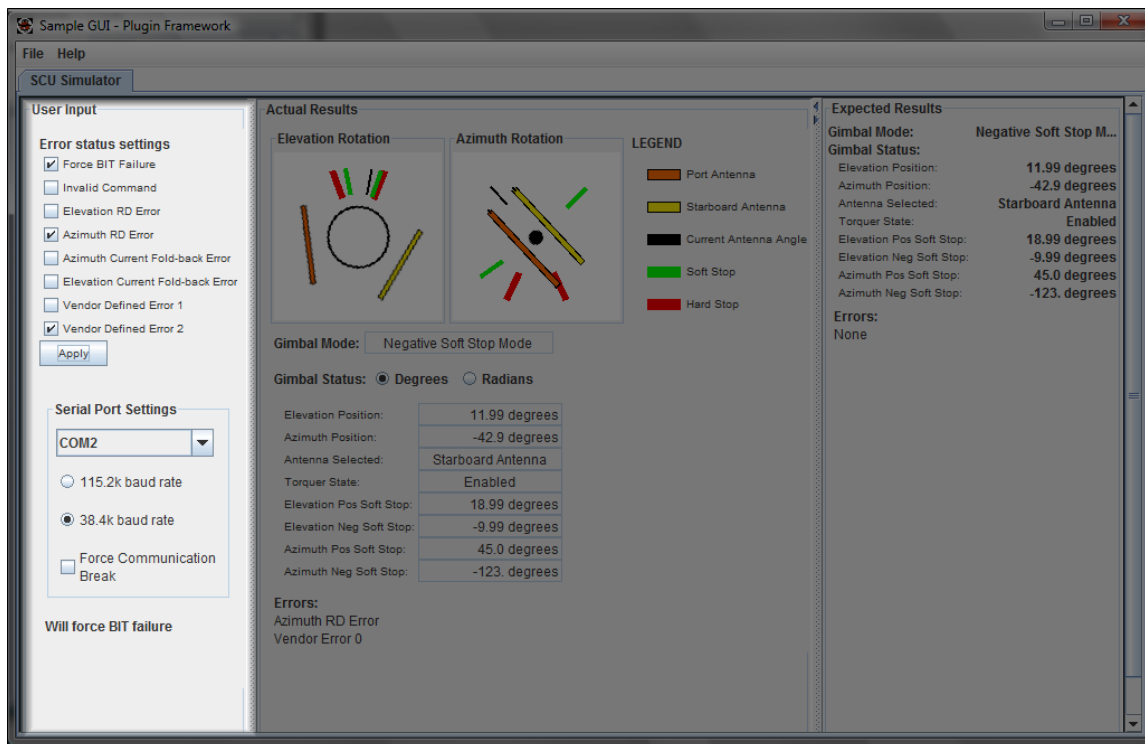 Sample GUI - Plugin Framework
File Help
SCU Simulator
User Input
Error status settings
Force BIT Failure
Invalid Command
Elevation RD Error
Azimuth RD Error
Azimuth Current Fold-back Error
Elevation Current Fold-back Error
Vendor Defined Error 1
Vendor Defined Error 2
Apply
Serial Port Settings
COM2
115.2k baud rate
38.4k baud rate
Force Communication
Break
Will force BIT failure
Actual Results
Elevation Rotation
Azimuth Rotation
LEGEND
Port Antenna
Starboard Antenna
Current Antenna Angle
Soft Stop
Hard Stop
Gimbal Mode: Negative Soft Stop Mode
Gimbal Status: Degrees Radians
Elevation Position: 11.99 degrees
Azimuth Position: -42.9 degrees
Antenna Selected: Starboard Antenna
Torquer State: Enabled
Elevation Pos Soft Stop: 18.99 degrees
Elevation Neg Soft Stop: -9.99 degrees
Azimuth Pos Soft Stop: 45.0 degrees
Azimuth Neg Soft Stop: -123. degrees
Errors:
Azimuth RD Error
Vendor Error 0
Expected Results
Gimbal Mode: Negative Soft Stop M...
Gimbal Status:
Elevation Position: 11.99 degrees
Azimuth Position: -42.9 degrees
Antenna Selected: Starboard Antenna
Torquer State: Enabled
Elevation Pos Soft Stop: 18.99 degrees
Elevation Neg Soft Stop: -9.99 degrees
Azimuth Pos Soft Stop: 45.0 degrees
Azimuth Neg Soft Stop: -123. degrees
Errors:
None